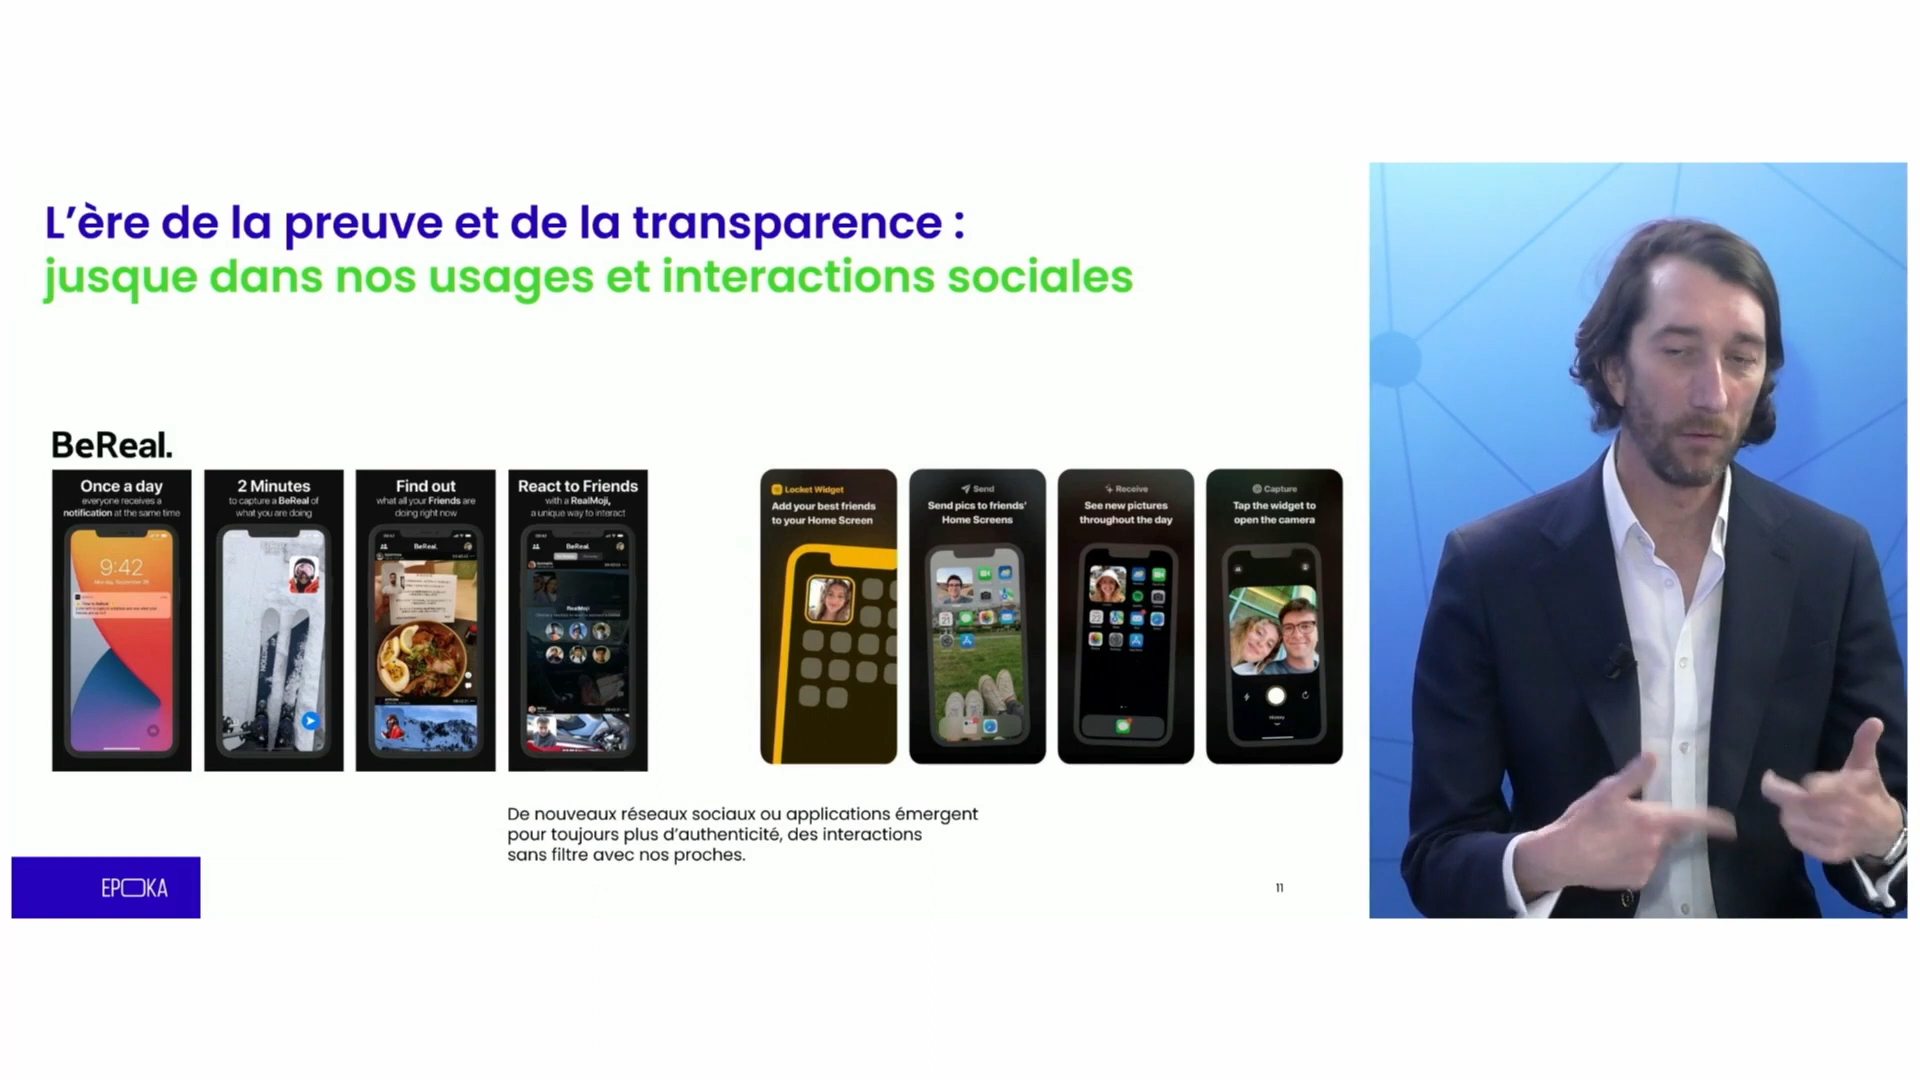 L'ère de la preuve et de la transparence :
jusque dans nos usages et interactions sociales
BeReal.
Once a day
everyone receives a
notification at the same time
9:42
2 Minutes
to capture a BeReal of
what you are doing
Find out
what all your Friends are
doing right now
BeReal.
React to Friends
with a RealMoji,
a unique way to interact
BeReal.
RealMoji
Locket Widget
Add your best friends
to your Home Screen
Send
Send pics to friends'
Home Screens
Receive
See new pictures
throughout the day
Capture
Tap the widget to
open the camera
De nouveaux réseaux sociaux ou applications émergent
pour toujours plus d'authenticité, des interactions
sans filtre avec nos proches.
EPOKA
11